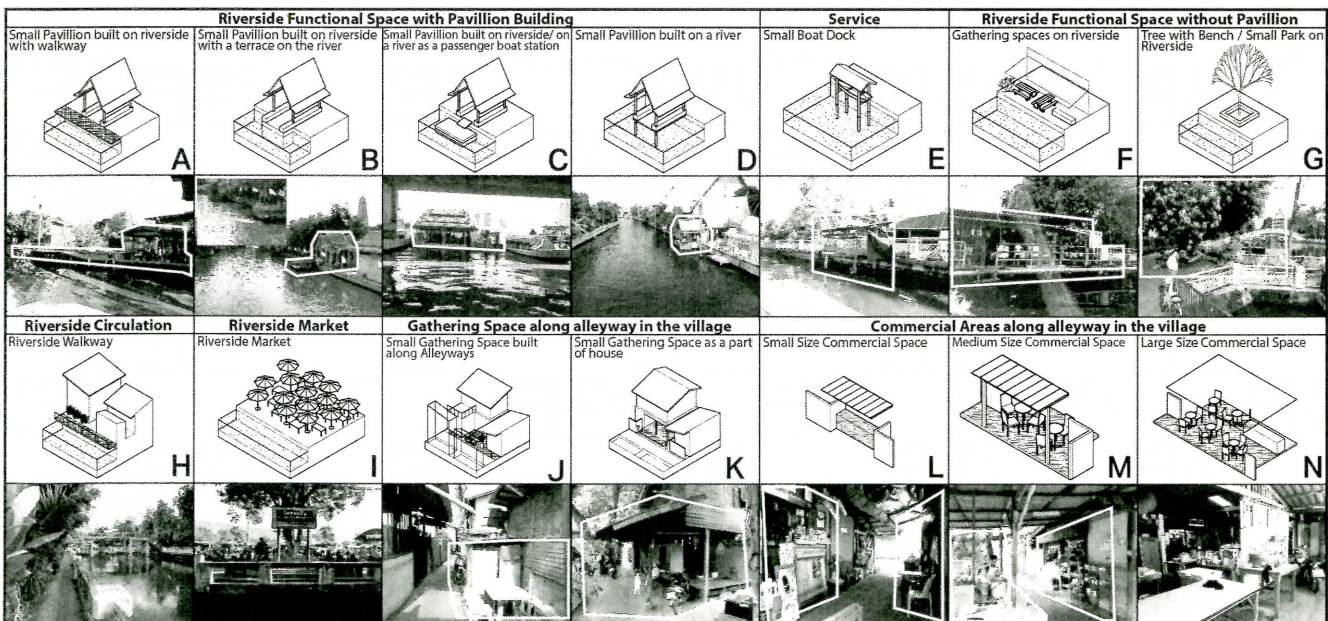 Riverside Functional Space with Pavillion Building
Service
Riverside Functional Space without Pavillion
Small Pavillion built on riverside
with walkway
A
Small Pavillion built on riverside
with a terrace on the river
B
Small Pavillion built on riverside/ on
a river as a passenger boat station
C
Small Pavillion built on a river
D
Small Boat Dock
E
Gathering spaces on riverside
F
Tree with Bench / Small Park on
Riverside
G
Riverside Circulation
Riverside Market
Gathering Space along alleyway in the village
Commercial Areas along alleyway in the village
Riverside Walkway
H
Riverside Market
I
Small Gathering Space built
along Alleyways
J
Small Gathering Space as a part
of house
K
Small Size Commercial Space
L
Medium Size Commercial Space
M
Large Size Commercial Space
N